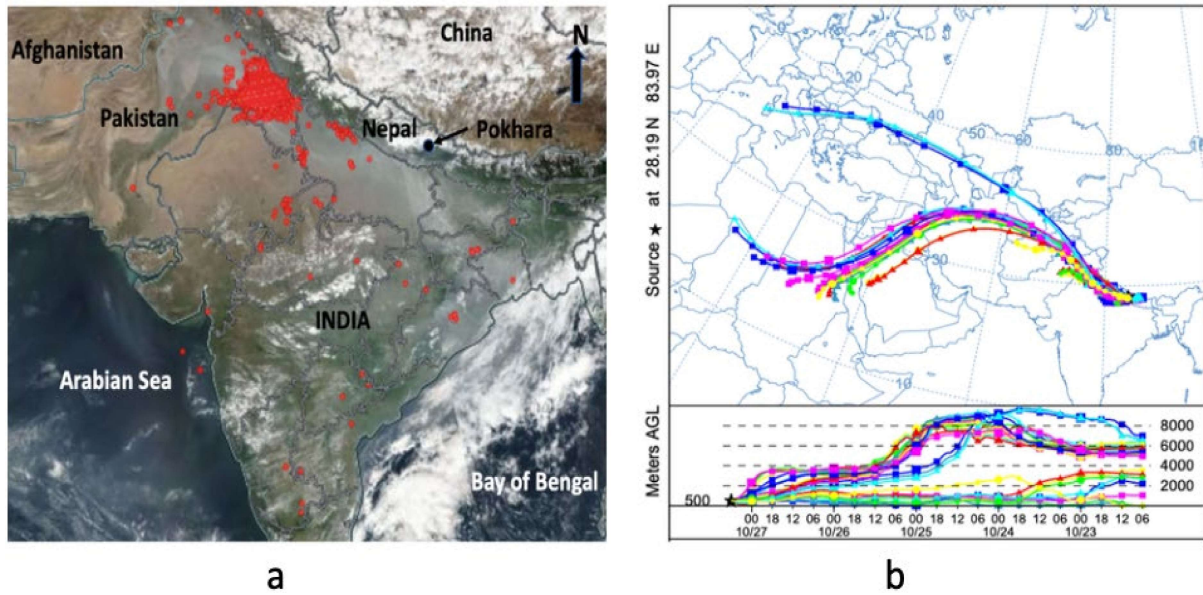 Afghanistan
China
N
Pakistan
Nepal
Pokhara
INDIA
Arabian Sea
Bay of Bengal
a
Source ★ at 28.19 N 83.97 E
0
20
40
50
60
80
80
30
10
Meters AGL
8000
6000
4000
2000
500
00 18 12 06 00 18 12 06 00 18 12 06 00 18 12 06 00 18 12 06
10/27 10/26 10/25 10/24 10/23
b